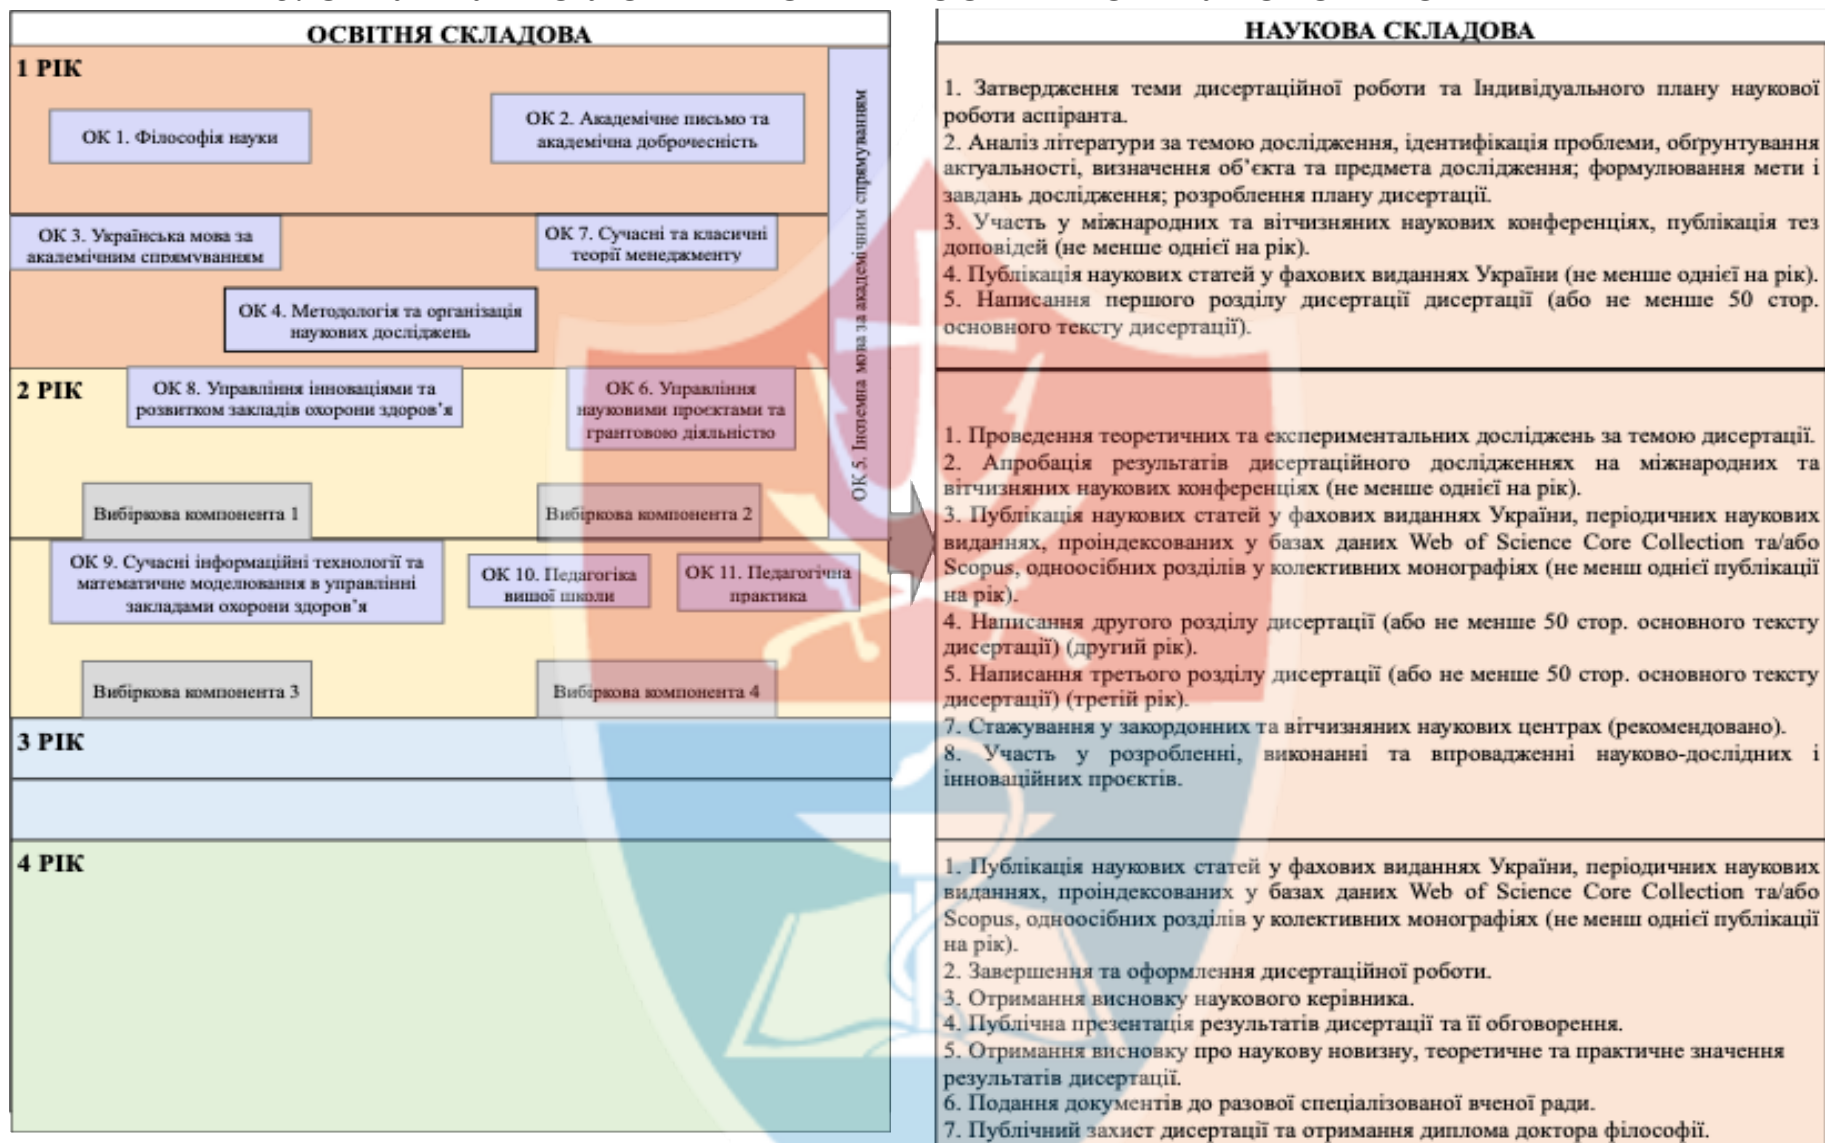 ОСВІТНЯ СКЛАДОВА
1 РІК
ОК 1. Філософія науки
ОК 2. Академічне письмо та
академічна доброчесність
ОК 3. Українська мова за
академічним спрямуванням
ОК 7. Сучасні та класичні
теорії менеджменту
ОК 4. Методологія та організація
наукових досліджень
ОК 5. Іноземна мова за академічним спрямуванням
2 РІК
ОК 8. Управління інноваціями та
розвитком закладів охорони здоров’я
ОК 6. Управління
науковими проєктами та
грантовою діяльністю
Вибіркова компонента 1
Вибіркова компонента 2
ОК 9. Сучасні інформаційні технології та
математичне моделювання в управлінні
закладами охорони здоров’я
ОК 10. Педагогіка
вищої школи
ОК 11. Педагогічна
практика
Вибіркова компонента 3
Вибіркова компонента 4
3 РІК
4 РІК
НАУКОВА СКЛАДОВА
1. Затвердження теми дисертаційної роботи та Індивідуального плану наукової
роботи аспіранта.
2. Аналіз літератури за темою дослідження, ідентифікація проблеми, обґрунтування
актуальності, визначення об’єкта та предмета дослідження; формулювання мети і
завдань дослідження; розроблення плану дисертації.
3. Участь у міжнародних та вітчизняних наукових конференціях, публікація тез
доповідей (не менше однієї на рік).
4. Публікація наукових статей у фахових виданнях України (не менше однієї на рік).
5. Написання першого розділу дисертації дисертації (або не менше 50 стор.
основного тексту дисертації).
1. Проведення теоретичних та експериментальних досліджень за темою дисертації.
2. Апробація результатів дисертаційного дослідженнях на міжнародних та
вітчизняних наукових конференціях (не менше однієї на рік).
3. Публікація наукових статей у фахових виданнях України, періодичних наукових
виданнях, проіндексованих у базах даних Web of Science Core Collection та/або
Scopus, одноосібних розділів у колективних монографіях (не менш однієї публікації
на рік).
4. Написання другого розділу дисертації (або не менше 50 стор. основного тексту
дисертації) (другий рік).
5. Написання третього розділу дисертації (або не менше 50 стор. основного тексту
дисертації) (третій рік).
7. Стажування у закордонних та вітчизняних наукових центрах (рекомендовано).
8. Участь у розробленні, виконанні та впровадженні науково-дослідних і
інноваційних проєктів.
1. Публікація наукових статей у фахових виданнях України, періодичних наукових
виданнях, проіндексованих у базах даних Web of Science Core Collection та/або
Scopus, одноосібних розділів у колективних монографіях (не менш однієї публікації
на рік).
2. Завершення та оформлення дисертаційної роботи.
3. Отримання висновку наукового керівника.
4. Публічна презентація результатів дисертації та її обговорення.
5. Отримання висновку про наукову новизну, теоретичне та практичне значення
результатів дисертації.
6. Подання документів до разової спеціалізованої вченої ради.
7. Публічний захист дисертації та отримання диплома доктора філософії.